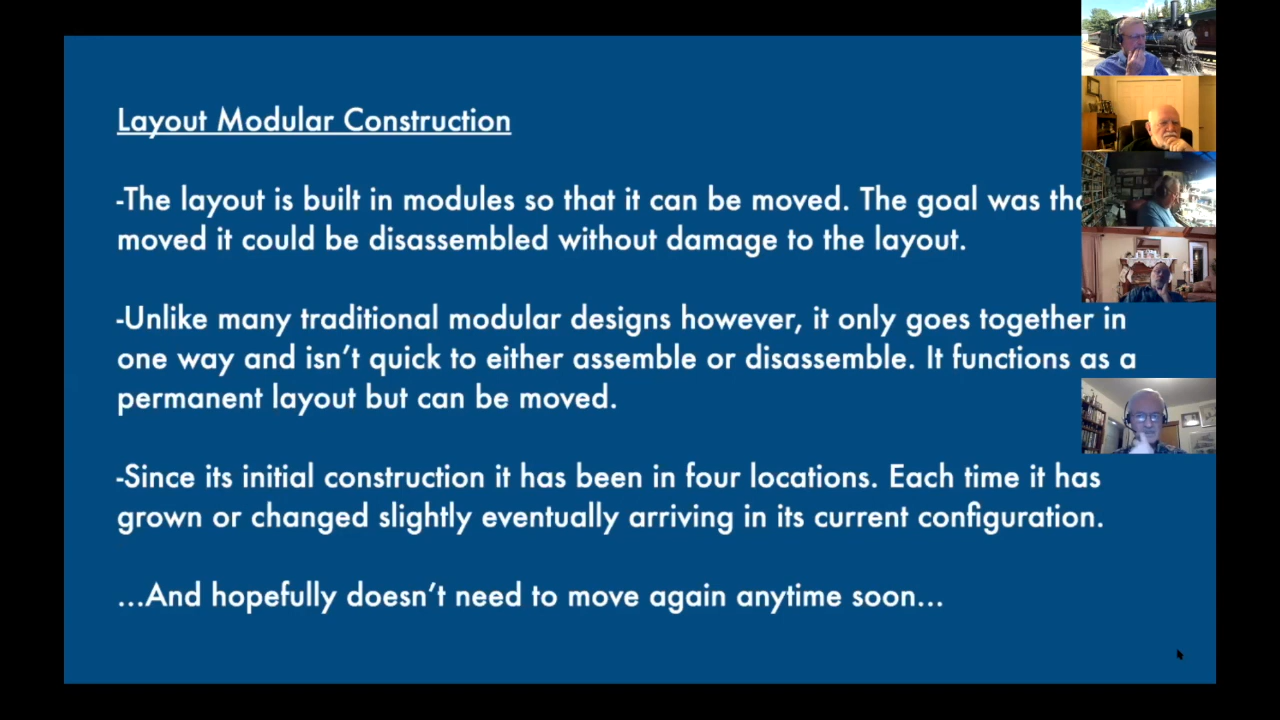 Layout Modular Construction
-The layout is built in modules so that it can be moved. The goal was
moved it could be disassembled without damage to the layout.
-Unlike many traditional modular designs however, it only goes together in
one way and isn’t quick to either assemble or disassemble. It functions as a
permanent layout but can be moved.
-Since its initial construction it has been in four locations. Each time it has
grown or changed slightly eventually arriving in its current configuration.
...And hopefully doesn’t need to move again anytime soon...